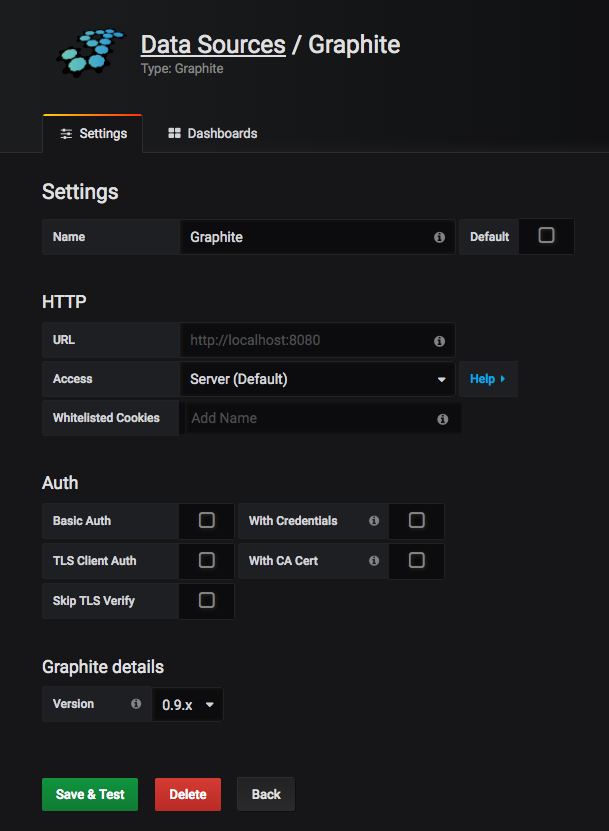 Data Sources / Graphite
Type: Graphite
Settings Dashboards
Settings
Name Graphite Default
HTTP
URL http://localhost:8080
Access Server (Default) Help
Whitelisted Cookies Add Name
Auth
Basic Auth With Credentials
TLS Client Auth With CA Cert
Skip TLS Verify
Graphite details
Version 0.9.x
Save & Test Delete Back